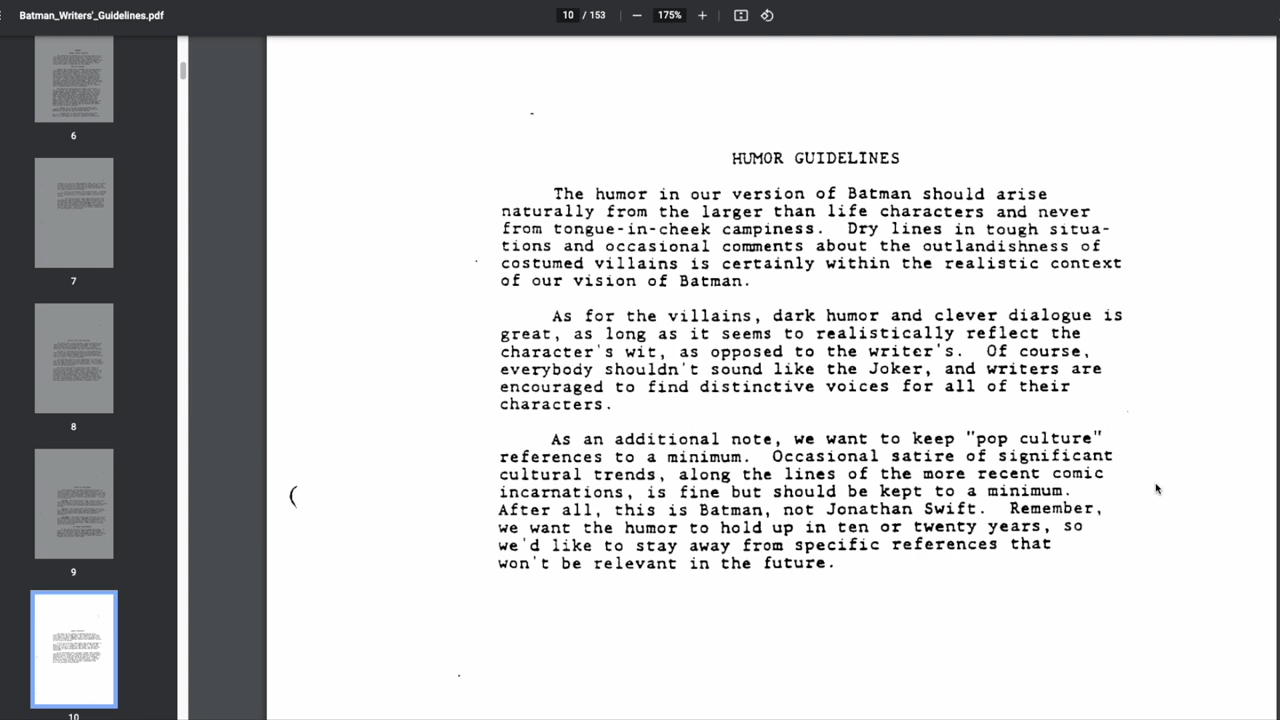 Batman_Writers'_Guidelines.pdf
10 / 153
175%
6
7
8
9
10
HUMOR GUIDELINES
The humor in our version of Batman should arise
naturally from the larger than life characters and never
from tongue-in-cheek campiness. Dry lines in tough situa-
tions and occasional comments about the outlandishness of
costumed villains is certainly within the realistic context
of our vision of Batman.
As for the villains, dark humor and clever dialogue is
great, as long as it seems to realistically reflect the
character's wit, as opposed to the writer's. Of course,
everybody shouldn't sound like the Joker, and writers are
encouraged to find distinctive voices for all of their
characters.
As an additional note, we want to keep "pop culture"
references to a minimum. Occasional satire of significant
cultural trends, along the lines of the more recent comic
incarnations, is fine but should be kept to a minimum.
After all, this is Batman, not Jonathan Swift. Remember,
we want the humor to hold up in ten or twenty years, so
we'd like to stay away from specific references that
won't be relevant in the future.